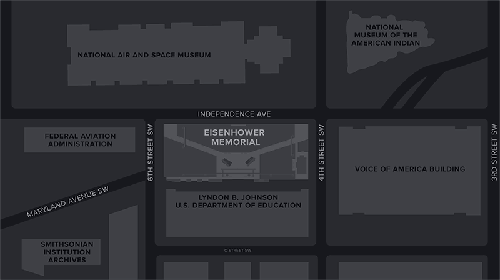 NATIONAL AIR AND SPACE MUSEUM
NATIONAL
MUSEUM OF THE
AMERICAN INDIAN
INDEPENDENCE AVE
FEDERAL AVIATION
ADMINISTRATION
6TH STREET SW
EISENHOWER
MEMORIAL
4TH STREET SW
3RD STREET SW
VOICE OF AMERICA BUILDING
MARYLAND AVENUE SW
LYNDON B. JOHNSON
U.S. DEPARTMENT OF EDUCATION
SMITHSONIAN
INSTITUTION
ARCHIVES